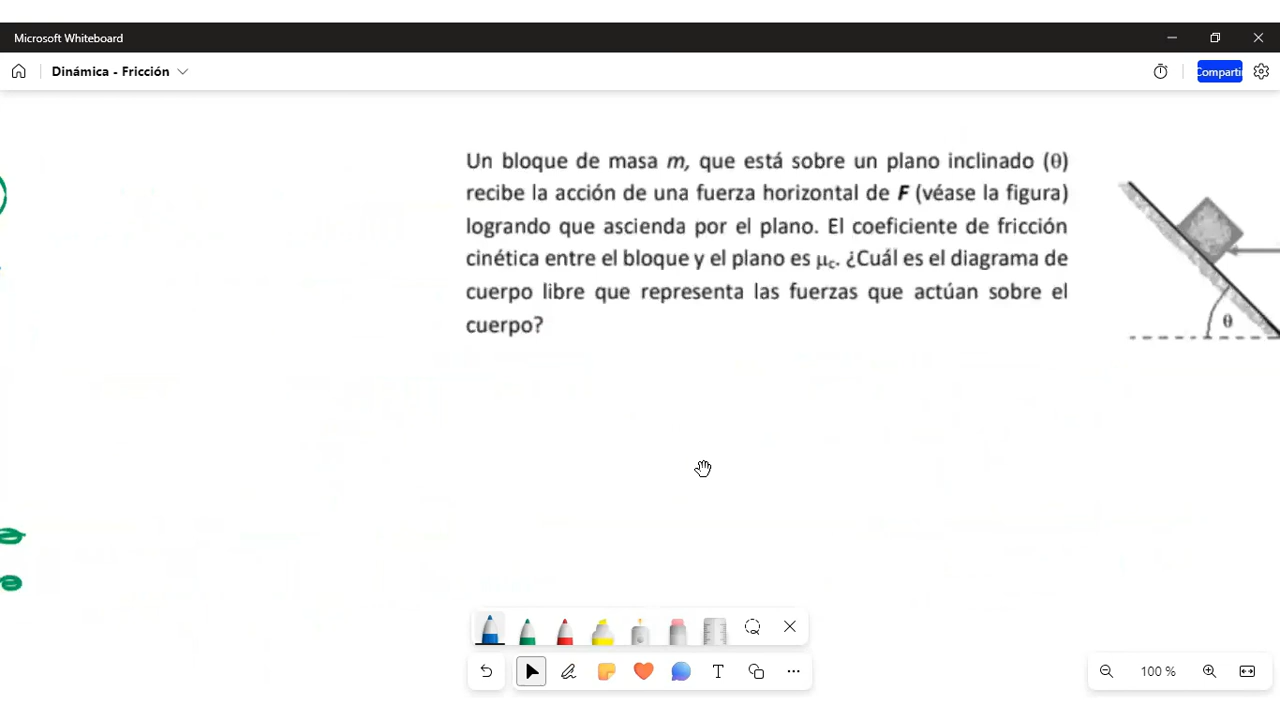 Microsoft Whiteboard
Dinámica - Fricción
Comparti
Un bloque de masa m, que está sobre un plano inclinado (θ)
recibe la acción de una fuerza horizontal de F (véase la figura)
logrando que ascienda por el plano. El coeficiente de fricción
cinética entre el bloque y el plano es μc. ¿Cuál es el diagrama de
cuerpo libre que representa las fuerzas que actúan sobre el
cuerpo?
θ
100 %